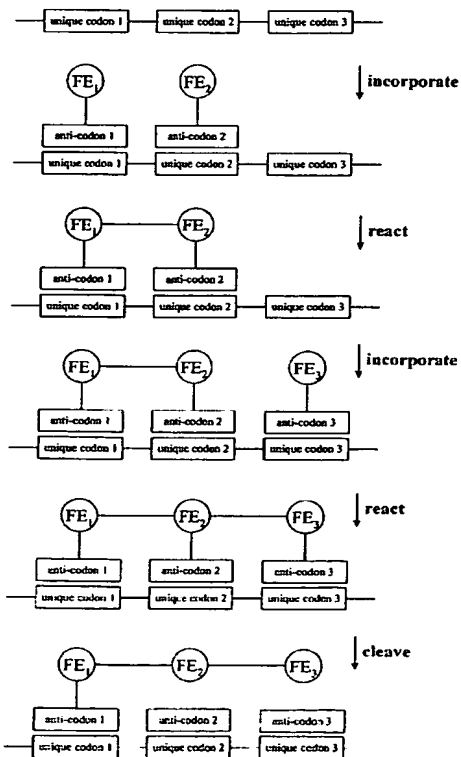 unique codon 1 unique codon 2 unique codon 3
incorporate
FE1 FE2
anti-codon 1 anti-codon 2
unique codon 1 unique codon 2 unique codon 3
react
FE1 FE2
anti-codon 1 anti-codon 2
unique codon 1 unique codon 2 unique codon 3
incorporate
FE1 FE2 FE3
anti-codon 1 anti-codon 2 anti-codon 3
unique codon 1 unique codon 2 unique codon 3
react
FE1 FE2 FE3
anti-codon 1 anti-codon 2 anti-codon 3
unique codon 1 unique codon 2 unique codon 3
cleave
FE1 FE2 FE3
anti-codon 1 anti-codon 2 anti-codon 3
unique codon 1 unique codon 2 unique codon 3